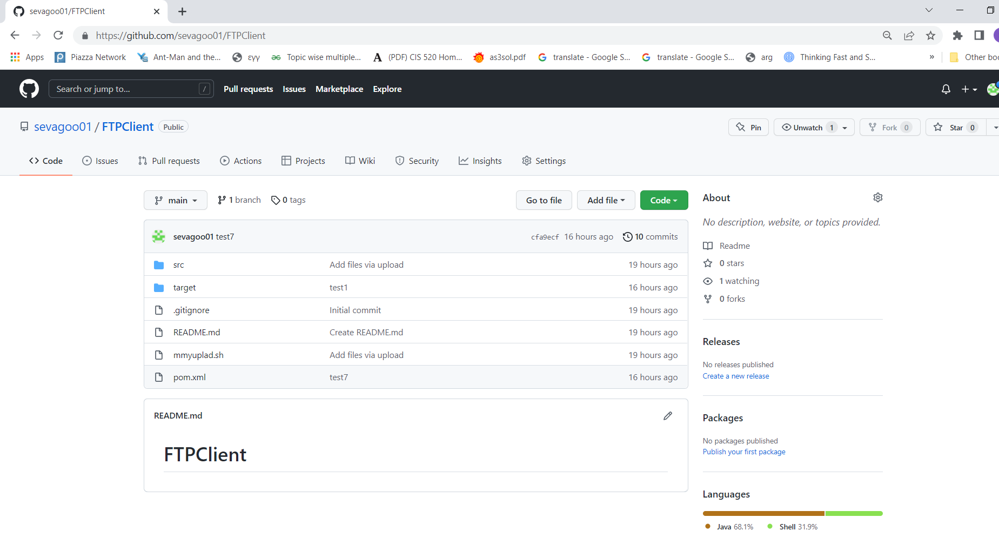 sevagoo01/FTPClient
https://github.com/sevagoo01/FTPClient
Apps Piazza Network Ant-Man and the... εγγ Topic wise multiple... (PDF) CIS 520 Hom... as3sol.pdf translate - Google S... translate - Google S... arg Thinking Fast and S... » Other boo
Search or jump to... / Pull requests Issues Marketplace Explore
sevagoo01 / FTPClient Public Pin Unwatch 1 Fork 0 Star 0
Code Issues Pull requests Actions Projects Wiki Security Insights Settings
main 1 branch 0 tags Go to file Add file Code
sevagoo01 test7 cfa9ecf 16 hours ago 10 commits
src Add files via upload 19 hours ago
target test1 16 hours ago
.gitignore Initial commit 19 hours ago
README.md Create README.md 19 hours ago
mmyuplad.sh Add files via upload 19 hours ago
pom.xml test7 16 hours ago
README.md
FTPClient
About
No description, website, or topics provided.
Readme
0 stars
1 watching
0 forks
Releases
No releases published
Create a new release
Packages
No packages published
Publish your first package
Languages
Java 68.1% Shell 31.9%